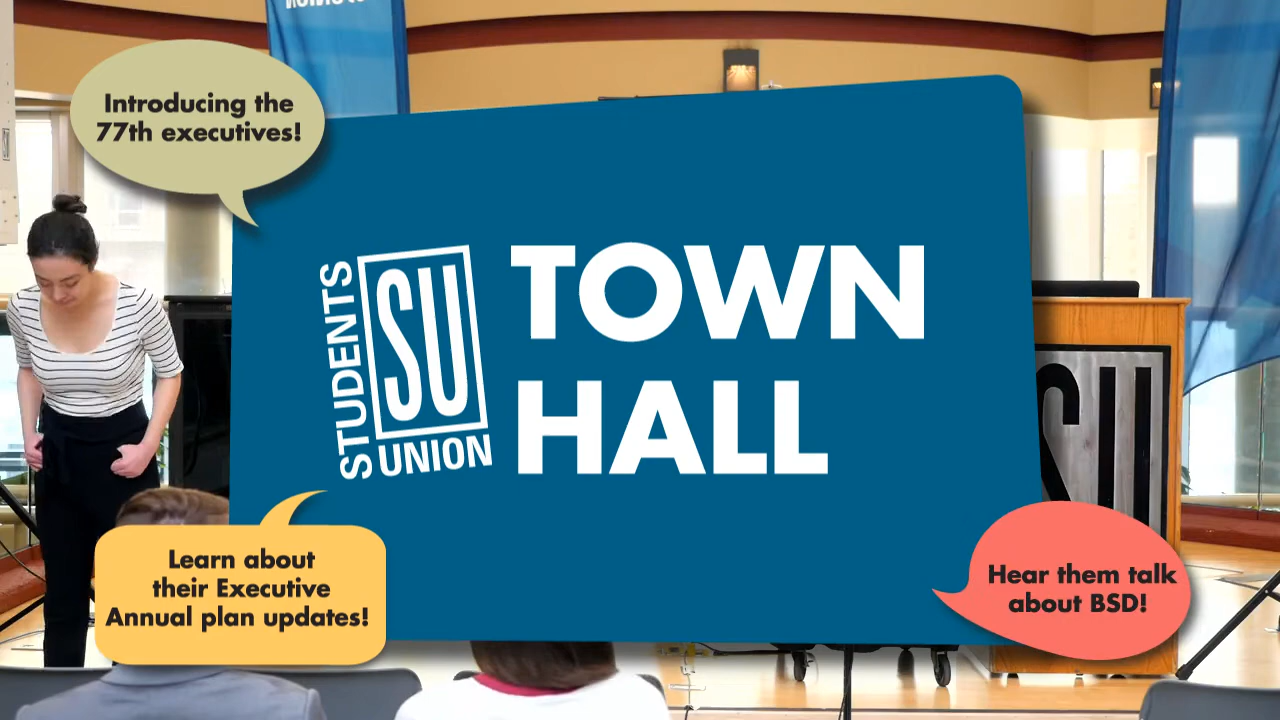 Introducing the
77th executives!
STUDENTS
SU
UNION
TOWN
HALL
SU
Learn about
their Executive
Annual plan updates!
Hear them talk
about BSD!